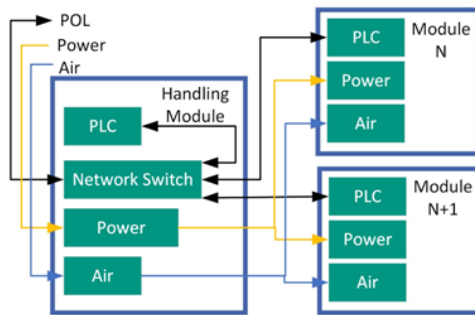 POL
Power
Air
Handling
Module
PLC
Network Switch
Power
Air
PLC
Module
N
Power
Air
PLC
Module
N+1
Power
Air